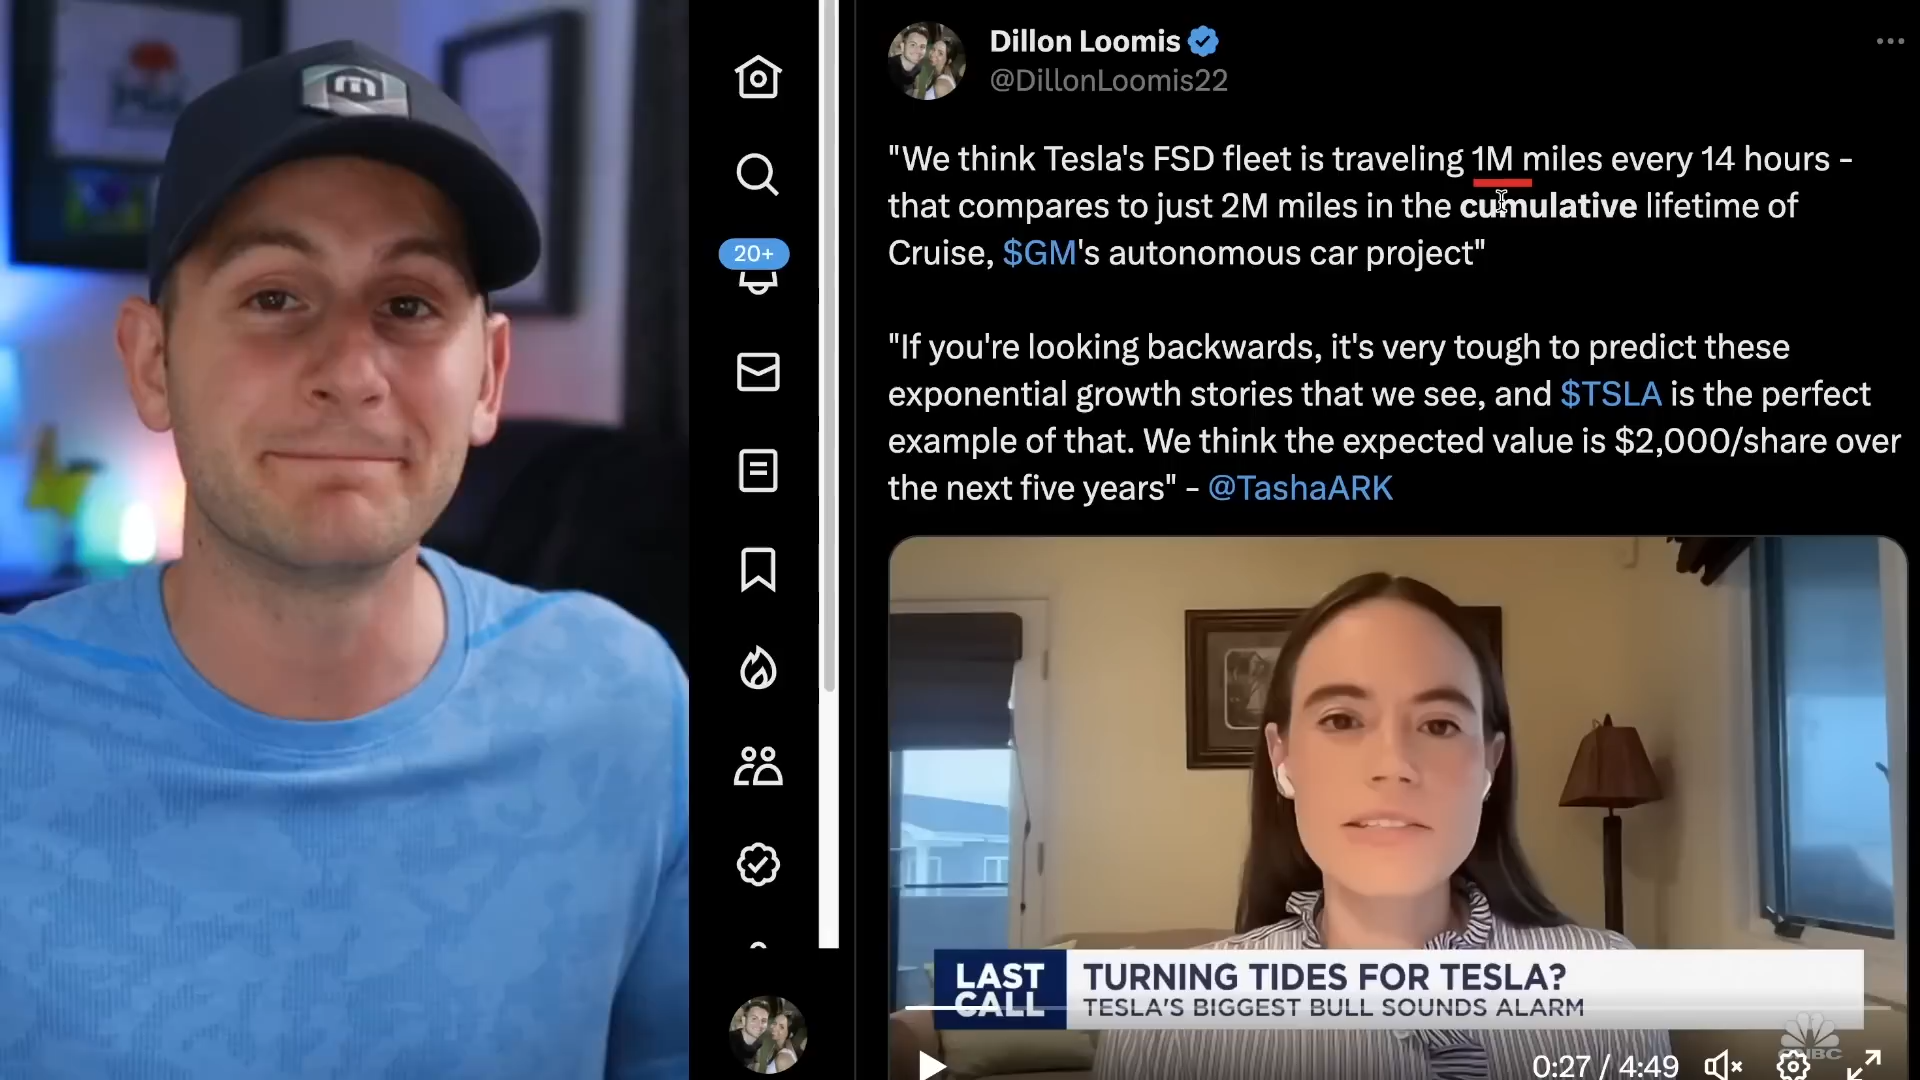 m
20+
Dillon Loomis
@DillonLoomis22
"We think Tesla's FSD fleet is traveling 1M miles every 14 hours -
that compares to just 2M miles in the cumulative lifetime of
Cruise, $GM's autonomous car project"
"If you're looking backwards, it's very tough to predict these
exponential growth stories that we see, and $TSLA is the perfect
example of that. We think the expected value is $2,000/share over
the next five years" - @TashaARK
LAST
CALL
TURNING TIDES FOR TESLA?
TESLA'S BIGGEST BULL SOUNDS ALARM
CNBC
0:27 / 4:49